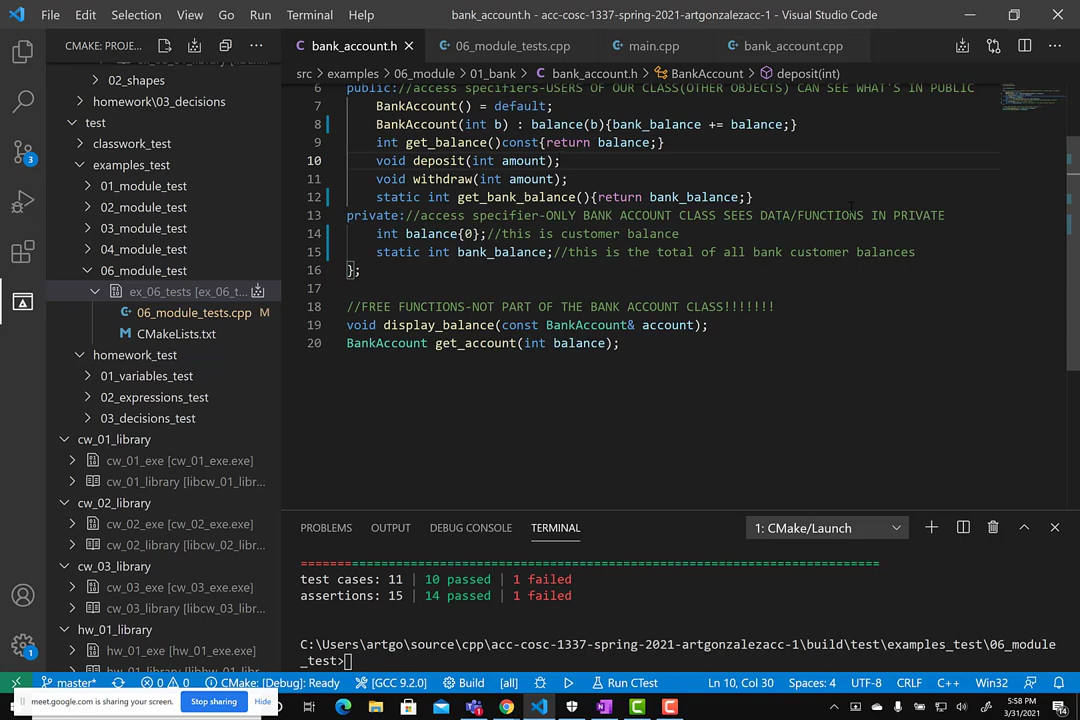 File Edit Selection View Go Run Terminal Help
bank_account.h - acc-cosc-1337-spring-2021-artgonzalezacc-1 - Visual Studio Code
CMAKE: PROJE...
bank_account.h
06_module_tests.cpp
main.cpp
bank_account.cpp
src > examples > 06_module > 01_bank > bank_account.h > BankAccount > deposit(int)
02_shapes
homework\03_decisions
test
classwork_test
examples_test
01_module_test
02_module_test
03_module_test
04_module_test
06_module_test
ex_06_tests [ex_06_t...
06_module_tests.cpp M
CMakeLists.txt
homework_test
01_variables_test
02_expressions_test
03_decisions_test
cw_01_library
cw_01_exe [cw_01_exe.exe]
cw_01_library [libcw_01_libr...
cw_02_library
cw_02_exe [cw_02_exe.exe]
cw_02_library [libcw_02_libr...
cw_03_library
cw_03_exe [cw_03_exe.exe]
cw_03_library [libcw_03_libr...
hw_01_library
hw_01_exe [hw_01_exe.exe]
6 public://access specifiers-USERS OF OUR CLASS(OTHER OBJECTS) CAN SEE WHAT'S IN PUBLIC
7 BankAccount() = default;
8 BankAccount(int b) : balance(b){bank_balance += balance;}
9 int get_balance()const{return balance;}
10 void deposit(int amount);
11 void withdraw(int amount);
12 static int get_bank_balance(){return bank_balance;}
13 private://access specifier-ONLY BANK ACCOUNT CLASS SEES DATA/FUNCTIONS IN PRIVATE
14 int balance{0};//this is customer balance
15 static int bank_balance;//this is the total of all bank customer balances
16 };
17
18 //FREE FUNCTIONS-NOT PART OF THE BANK ACCOUNT CLASS!!!!!!!
19 void display_balance(const BankAccount& account);
20 BankAccount get_account(int balance);
PROBLEMS OUTPUT DEBUG CONSOLE TERMINAL 1: CMake/Launch
===============================================================================
test cases: 11 | 10 passed | 1 failed
assertions: 15 | 14 passed | 1 failed
C:\Users\artgo\source\cpp\acc-cosc-1337-spring-2021-artgonzalezacc-1\build\test\examples_test\06_module
_test>
3
1
master* 0 0 CMake: [Debug]: Ready [GCC 9.2.0] Build [all] Run CTest Ln 10, Col 30 Spaces: 4 UTF-8 CRLF C++ Win32
meet.google.com is sharing your screen. Stop sharing Hide
5:58 PM
3/31/2021
14